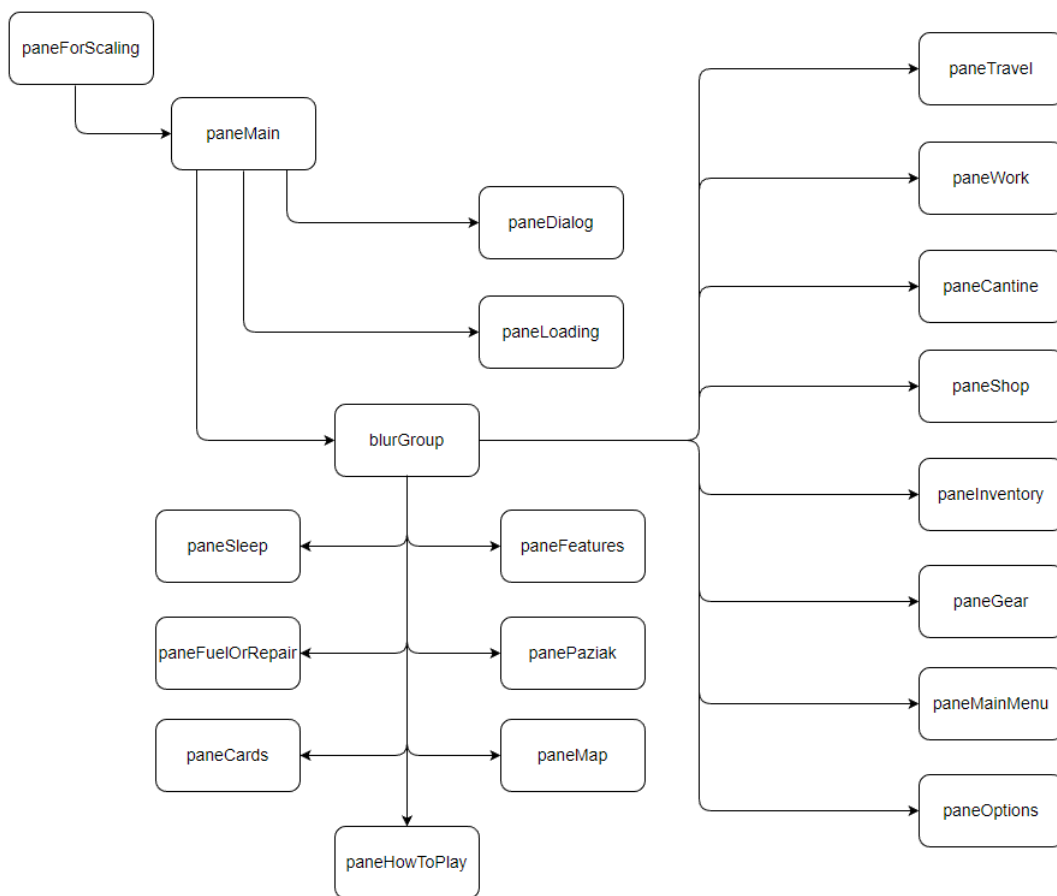 paneForScaling
paneTravel
paneMain
paneWork
paneDialog
paneCantine
paneLoading
paneShop
blurGroup
paneInventory
paneSleep
paneFeatures
paneGear
paneFuelOrRepair
panePaziak
paneMainMenu
paneCards
paneMap
paneOptions
paneHowToPlay